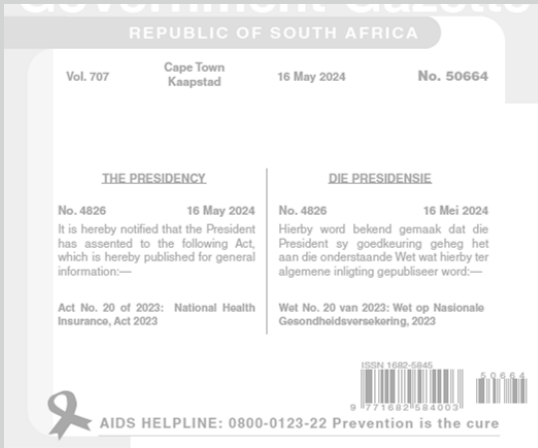 Government Gazette
REPUBLIC OF SOUTH AFRICA
Vol. 707
Cape Town
Kaapstad
16 May 2024
No. 50664
THE PRESIDENCY
No. 4826 16 May 2024
It is hereby notified that the President
has assented to the following Act,
which is hereby published for general
information:—
Act No. 20 of 2023: National Health
Insurance, Act 2023
DIE PRESIDENSIE
No. 4826 16 Mei 2024
Hierby word bekend gemaak dat die
President sy goedkeuring geheg het
aan die onderstaande Wet wat hierby ter
algemene inligting gepubliseer word:—
Wet No. 20 van 2023: Wet op Nasionale
Gesondheidsversekering, 2023
ISSN 1682-5845
9 771682 584003
50664
AIDS HELPLINE: 0800-0123-22 Prevention is the cure